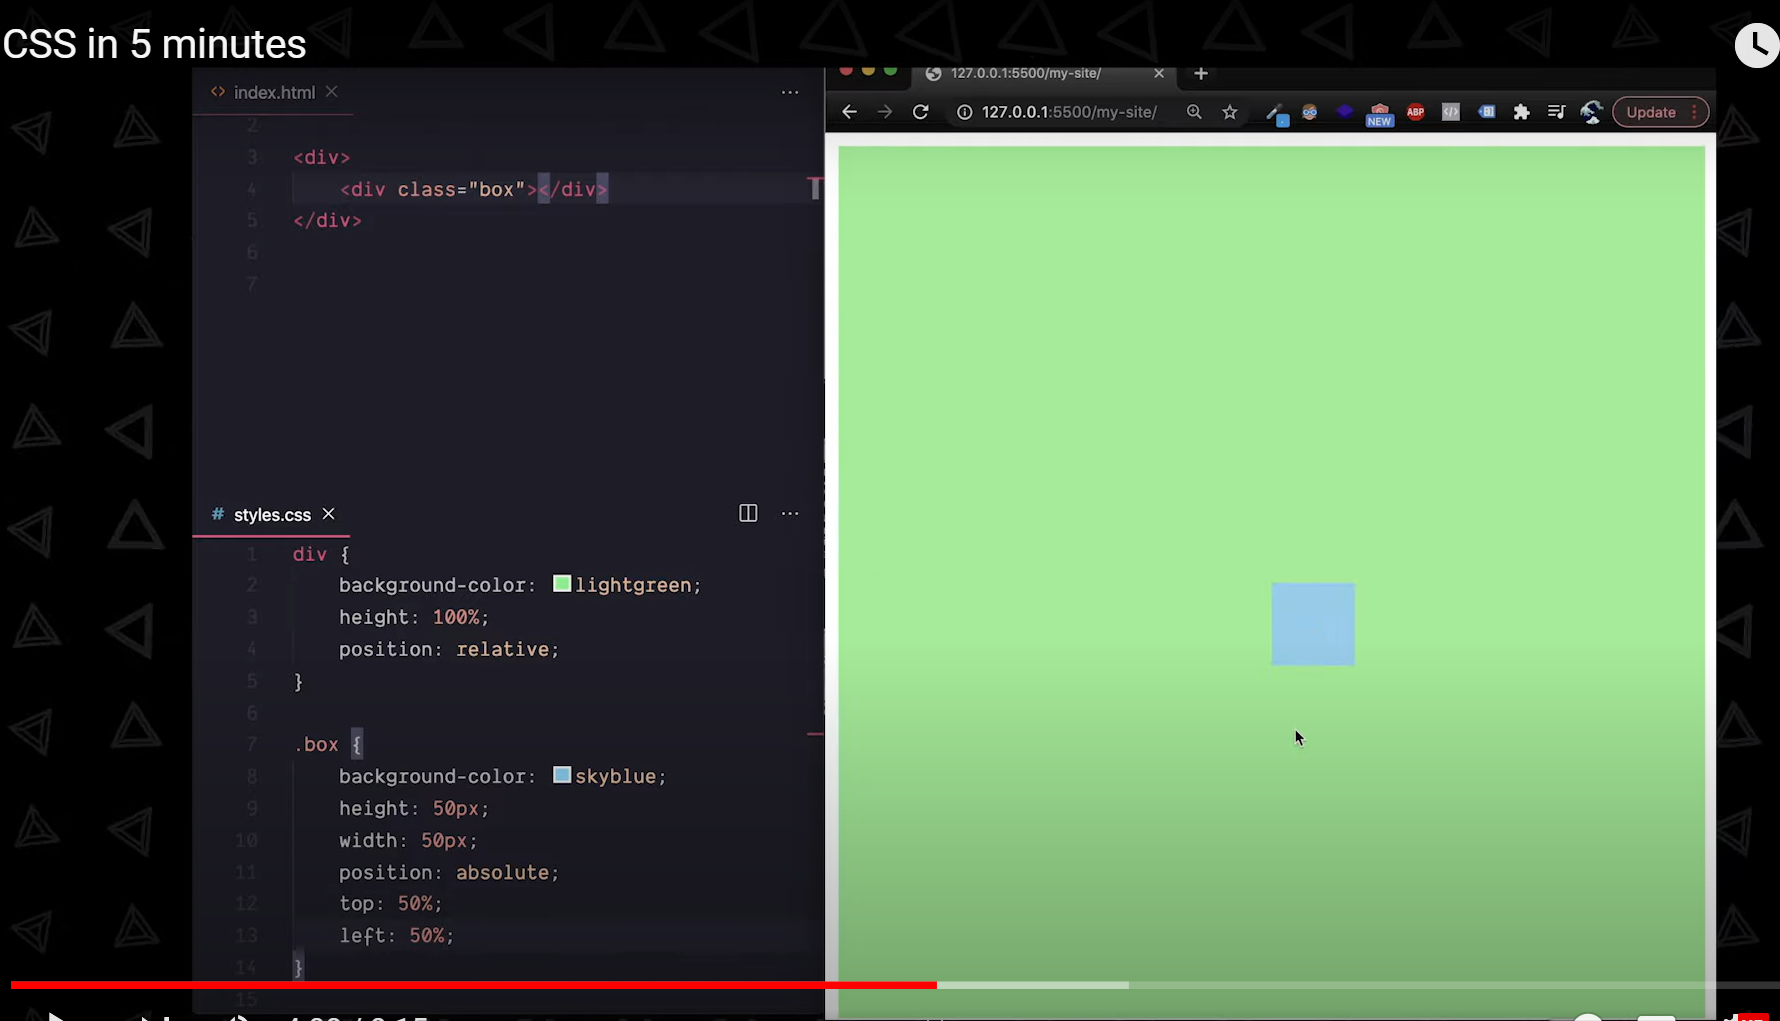 CSS in 5 minutes
index.html
2
3 <div>
4 <div class="box"></div>
5 </div>
6
7
styles.css
1 div {
2 background-color: lightgreen;
3 height: 100%;
4 position: relative;
5 }
6
7 .box {
8 background-color: skyblue;
9 height: 50px;
10 width: 50px;
11 position: absolute;
12 top: 50%;
13 left: 50%;
14 }
15
127.0.0.1:5500/my-site/
127.0.0.1:5500/my-site/
NEW
ABP
Update